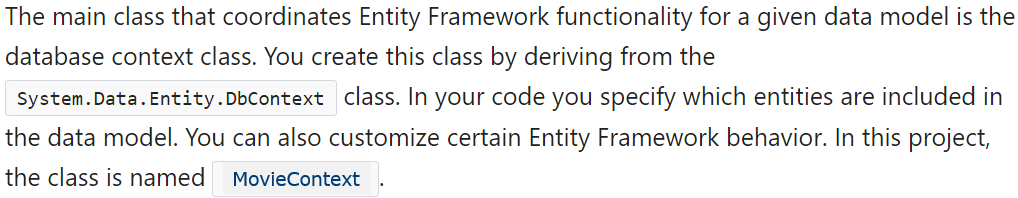 The main class that coordinates Entity Framework functionality for a given data model is the
database context class. You create this class by deriving from the
System.Data.Entity.DbContext class. In your code you specify which entities are included in
the data model. You can also customize certain Entity Framework behavior. In this project,
the class is named MovieContext.